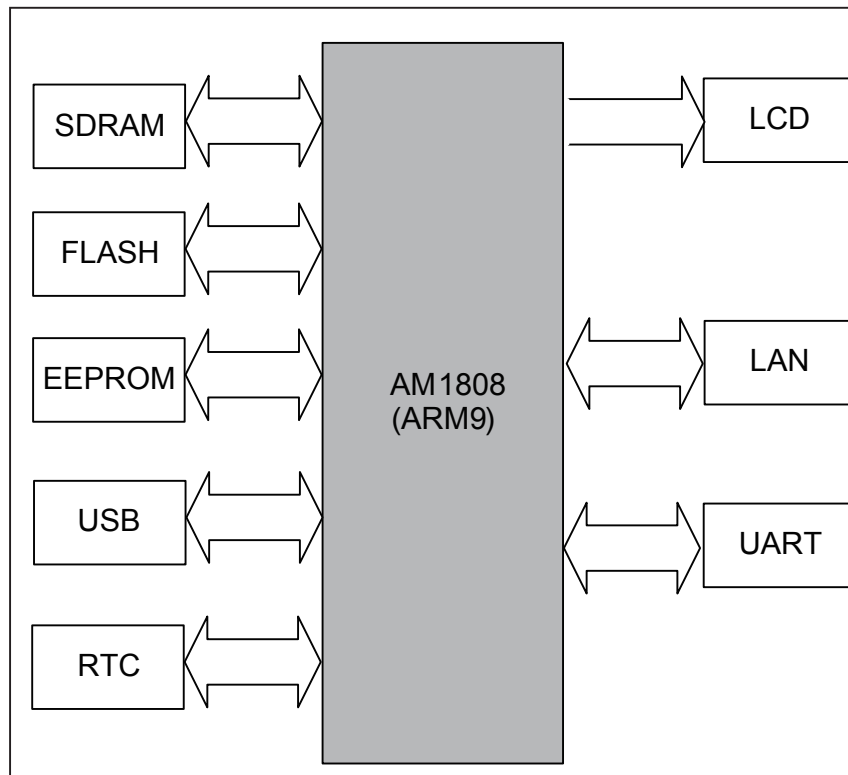 SDRAM
FLASH
EEPROM
USB
RTC
AM1808
(ARM9)
LCD
LAN
UART